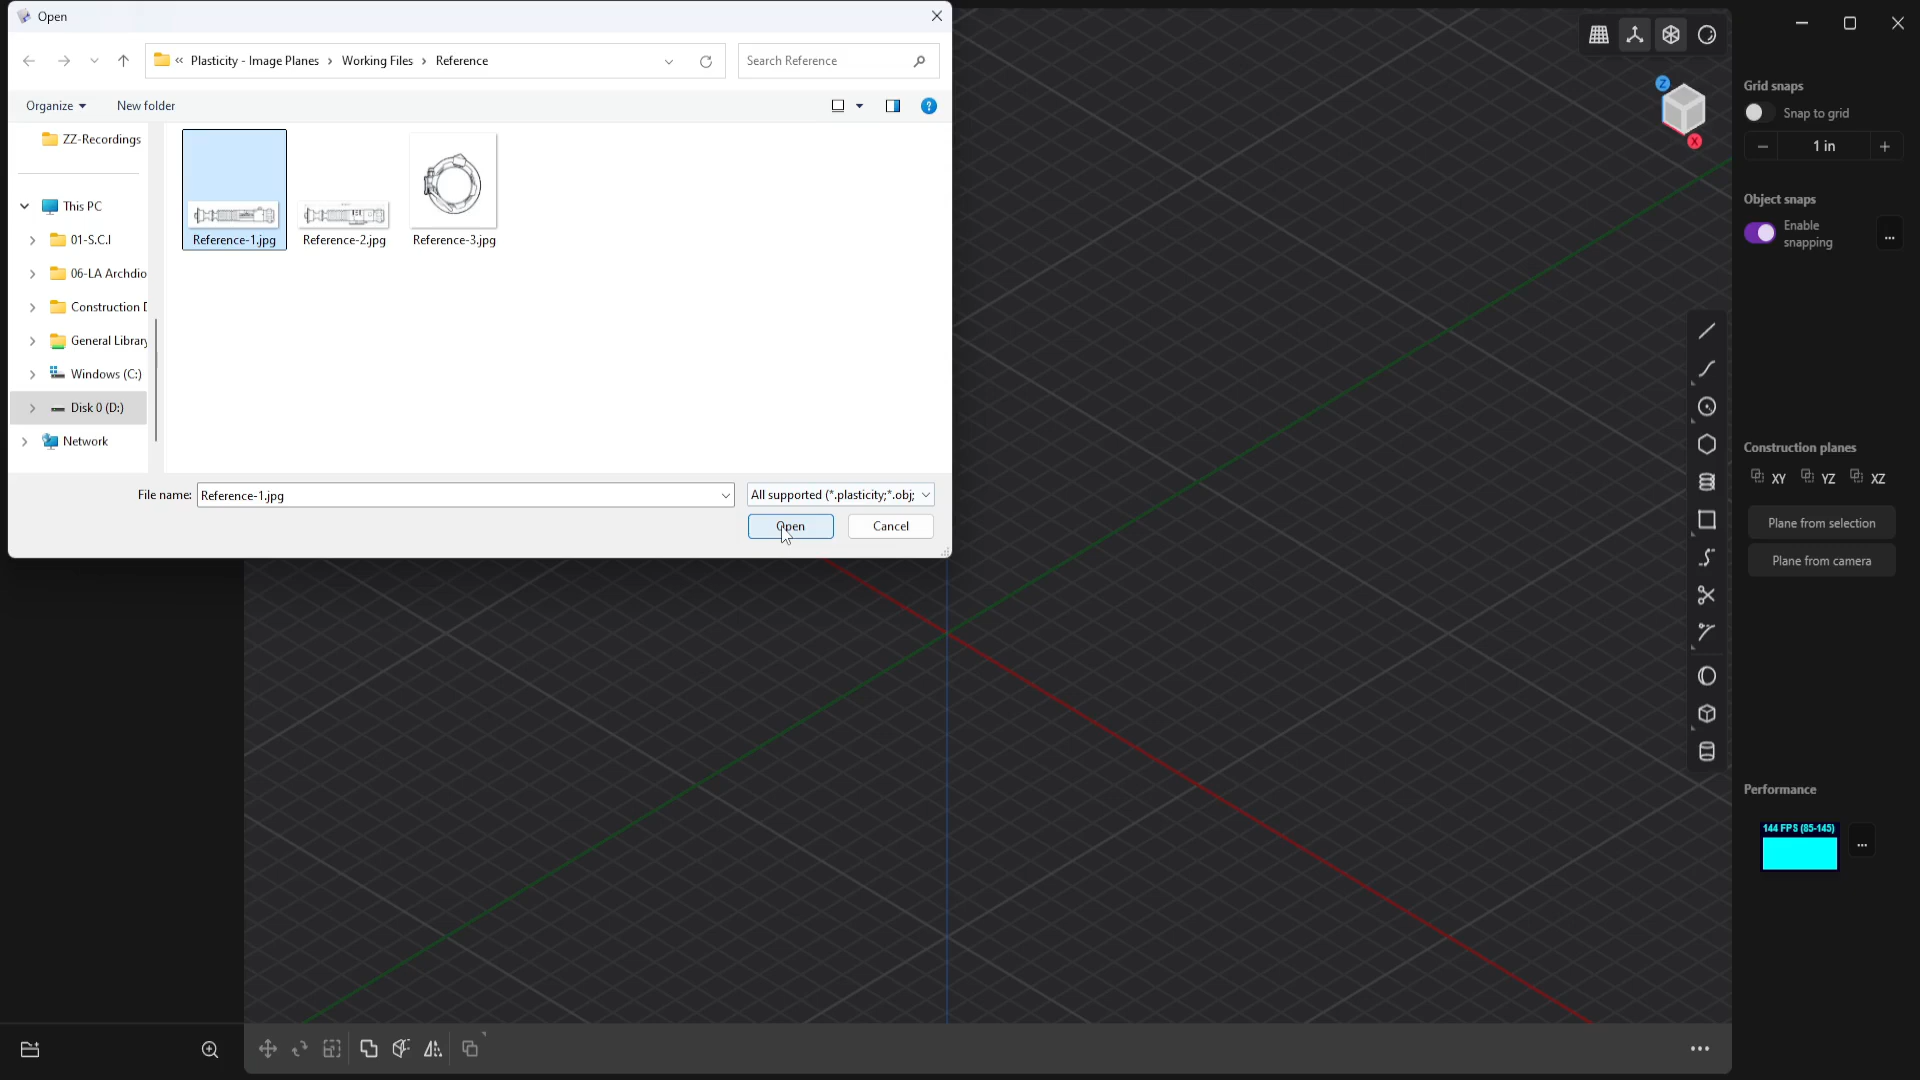 Open
« Plasticity - Image Planes › Working Files › Reference
Search Reference
Organize
New folder
ZZ-Recordings
This PC
01-S.C.I
06-LA Archdio
Construction D
General Library
Windows (C:)
Disk 0 (D:)
Network
Reference-1.jpg
Reference-2.jpg
Reference-3.jpg
File name:
Reference-1.jpg
All supported (*.plasticity;*.obj;
Open
Cancel
Z
X
Grid snaps
Snap to grid
1 in
Object snaps
Enable
snapping
...
Construction planes
XY
YZ
XZ
Plane from selection
Plane from camera
Performance
144 FPS (85-145)
...